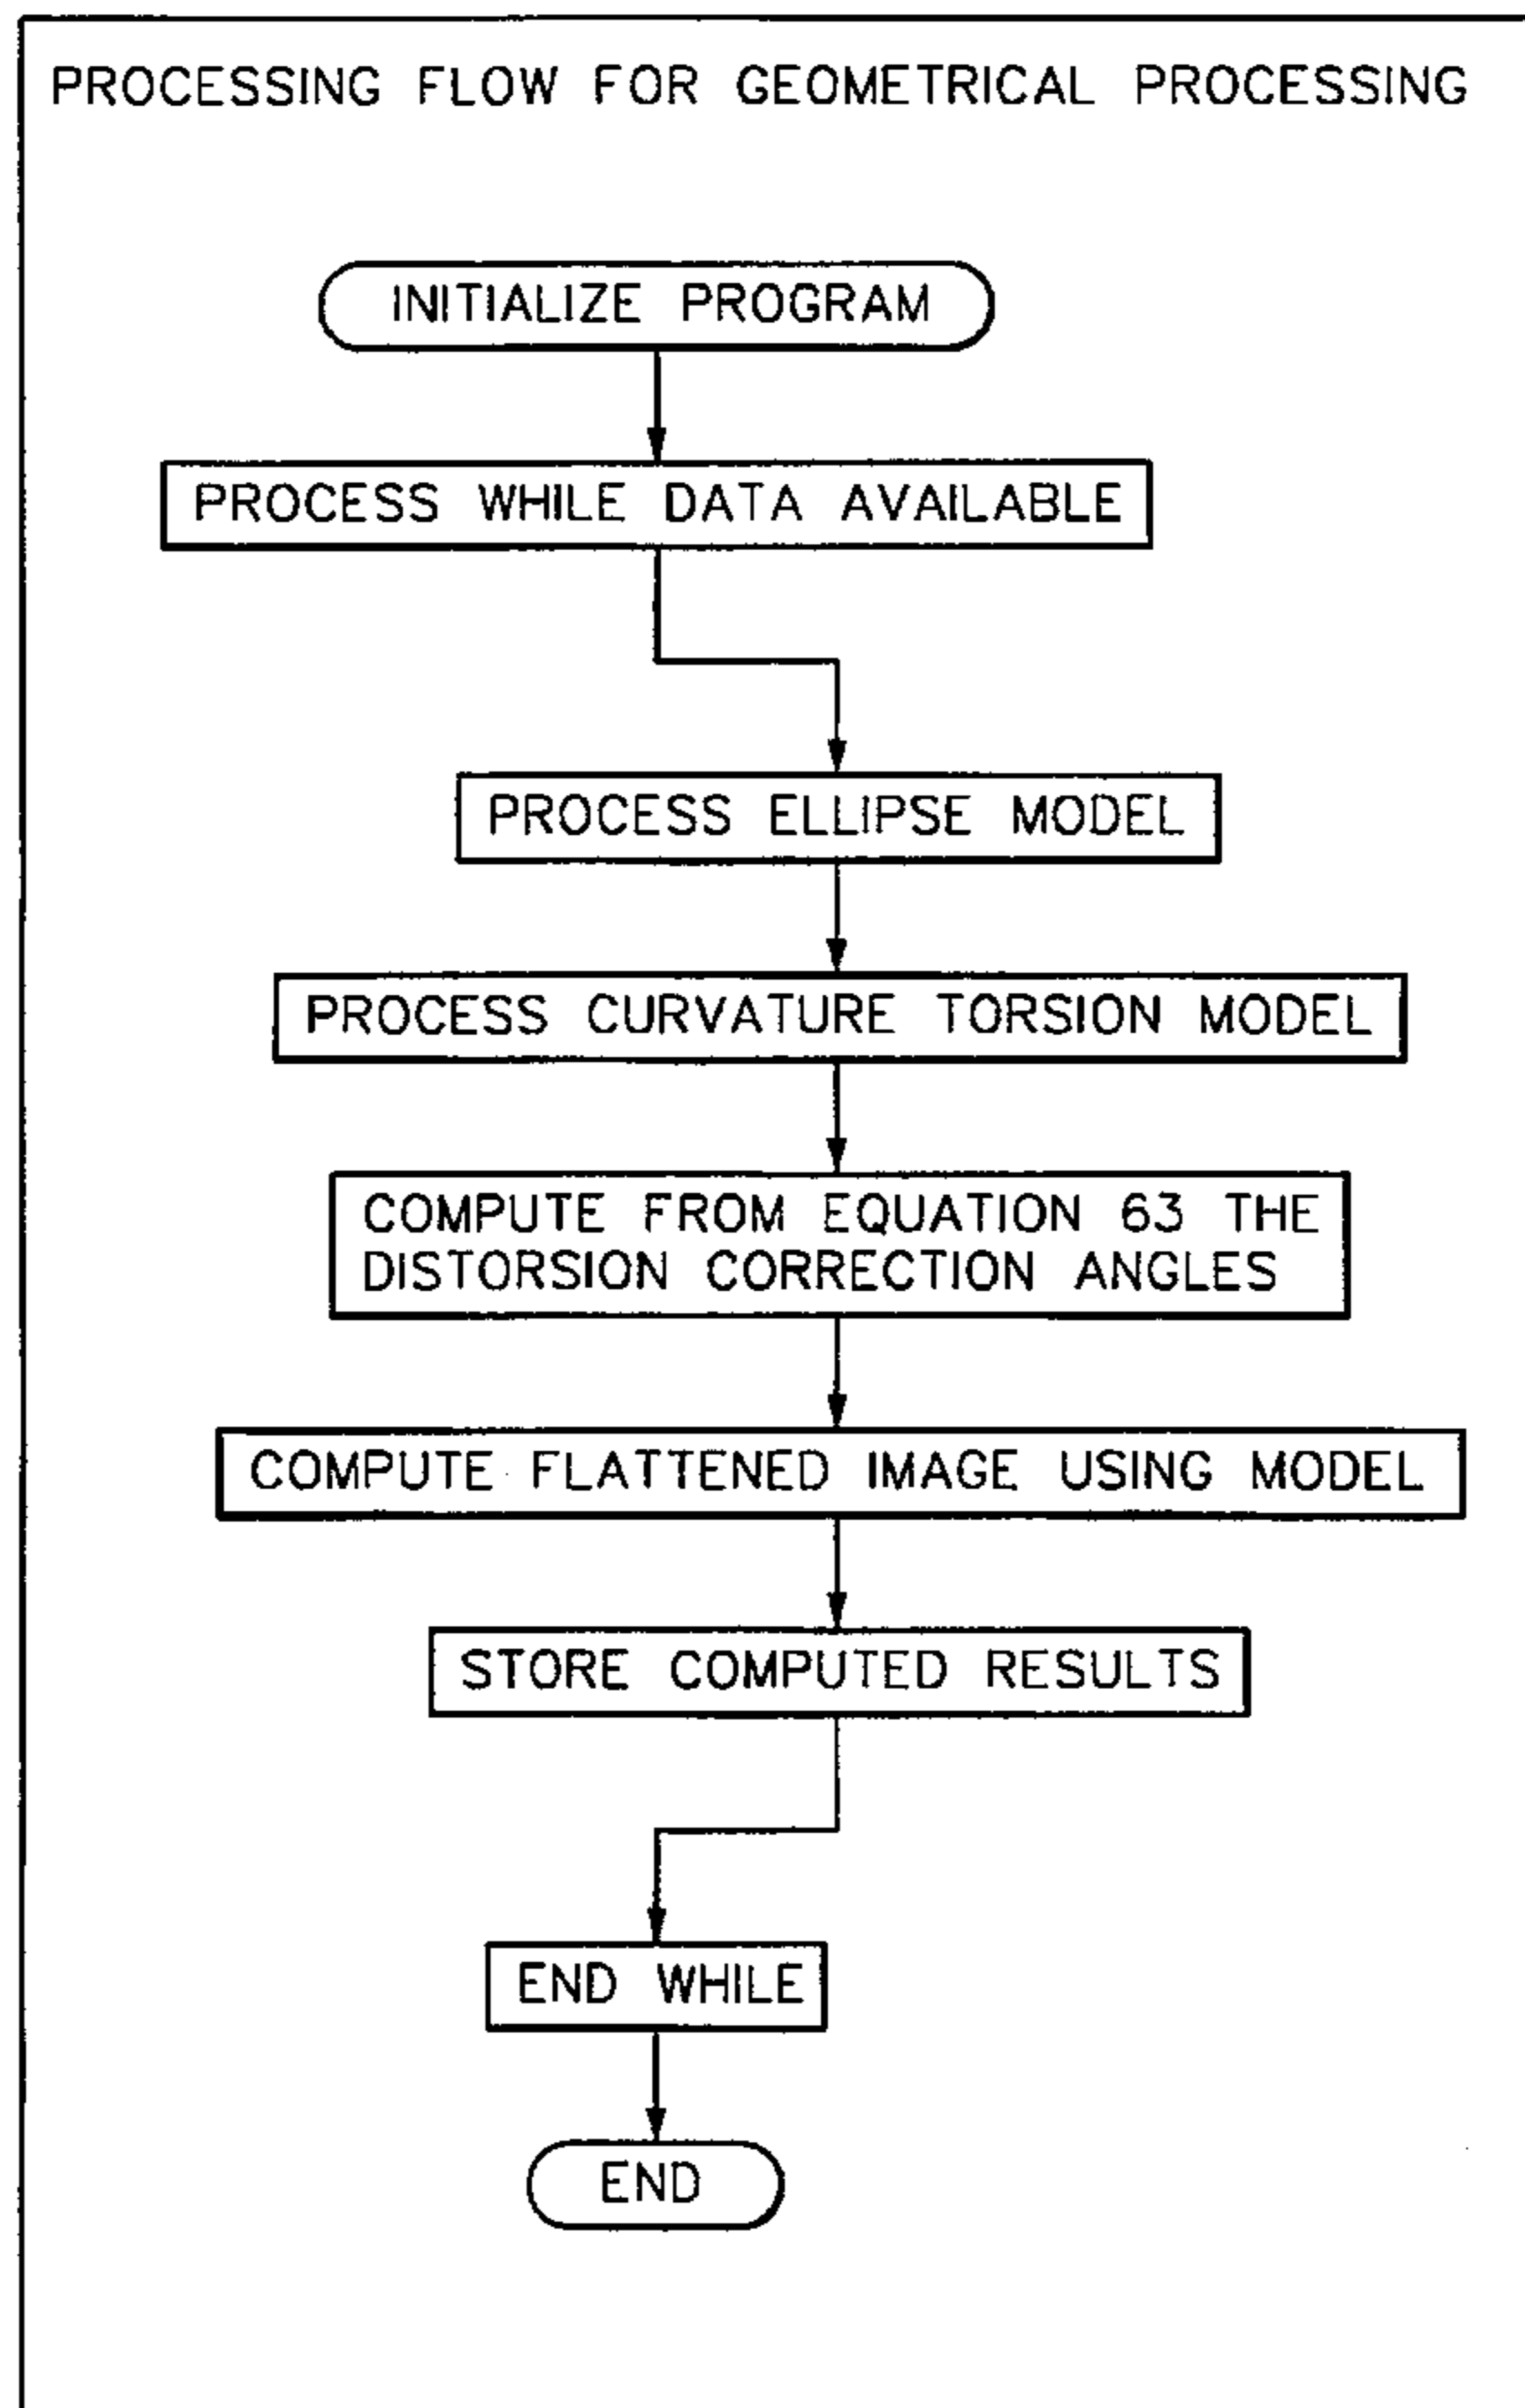 PROCESSING FLOW FOR GEOMETRICAL PROCESSING
INITIALIZE PROGRAM
PROCESS WHILE DATA AVAILABLE
PROCESS ELLIPSE MODEL
PROCESS CURVATURE TORSION MODEL
COMPUTE FROM EQUATION 63 THE
DISTORSION CORRECTION ANGLES
COMPUTE FLATTENED IMAGE USING MODEL
STORE COMPUTED RESULTS
END WHILE
END